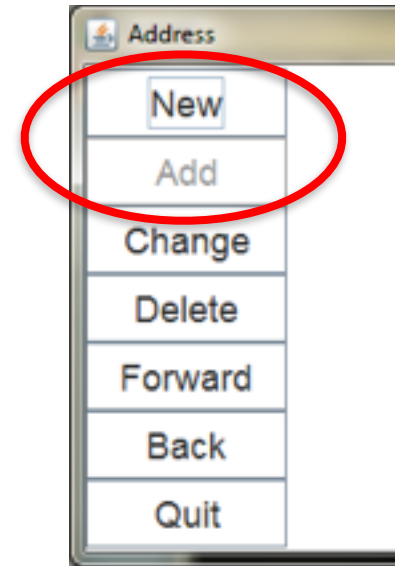 Address
New
Add
Change
Delete
Forward
Back
Quit